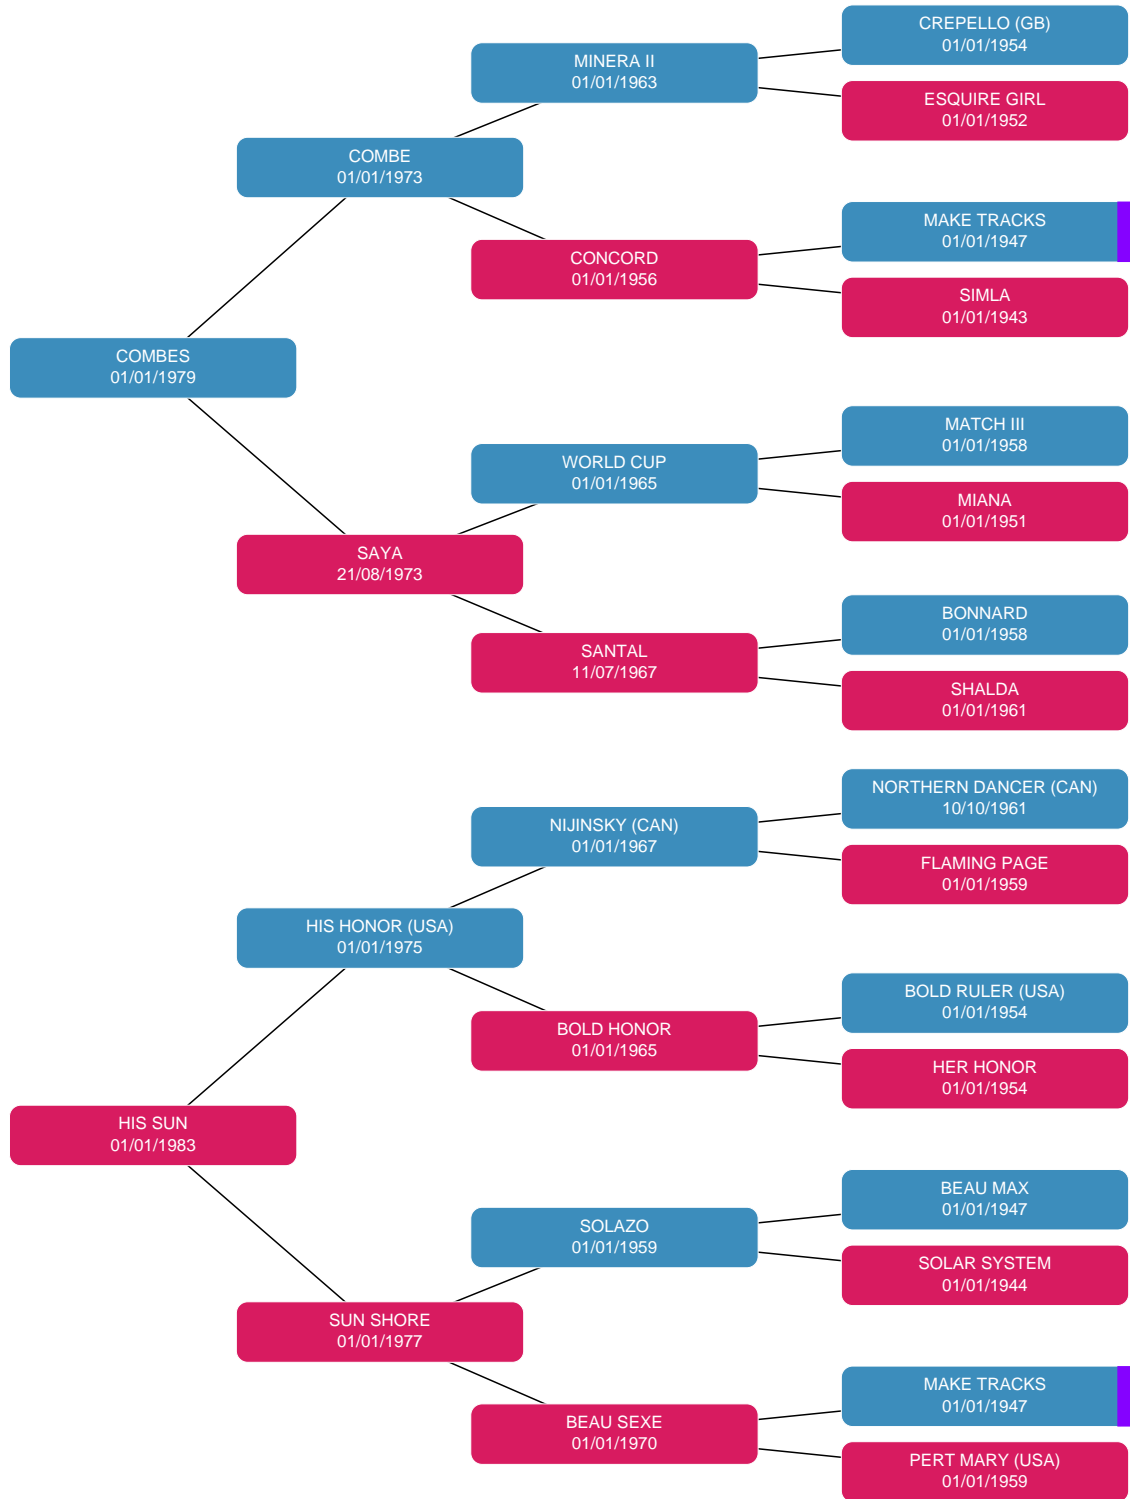 CREPELLO (GB)
01/01/1954
MINERA II
01/01/1963
ESQUIRE GIRL
01/01/1952
COMBE
01/01/1973
MAKE TRACKS
01/01/1947
CONCORD
01/01/1956
SIMLA
01/01/1943
COMBES
01/01/1979
MATCH III
01/01/1958
WORLD CUP
01/01/1965
MIANA
01/01/1951
SAYA
21/08/1973
BONNARD
01/01/1958
SANTAL
11/07/1967
SHALDA
01/01/1961
NORTHERN DANCER (CAN)
10/10/1961
NIJINSKY (CAN)
01/01/1967
FLAMING PAGE
01/01/1959
HIS HONOR (USA)
01/01/1975
BOLD RULER (USA)
01/01/1954
BOLD HONOR
01/01/1965
HER HONOR
01/01/1954
HIS SUN
01/01/1983
BEAU MAX
01/01/1947
SOLAZO
01/01/1959
SOLAR SYSTEM
01/01/1944
SUN SHORE
01/01/1977
MAKE TRACKS
01/01/1947
BEAU SEXE
01/01/1970
PERT MARY (USA)
01/01/1959